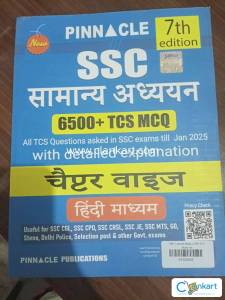 PINNACLE
7th
edition
New
SSC
सामान्य अध्ययन
6500+ TCS MCQ
All TCS Questions asked in SSC exams till Jan 2025
with detailed explanation
चैप्टर वाइज
हिंदी माध्यम
Piracy Check
Useful for SSC CGL, SSC CPO, SSC CHSL, SSC JE, SSC MTS, GD,
Steno, Delhi Police, Selection post & other Govt. exams
PINNACLE PUBLICATIONS
Clankart